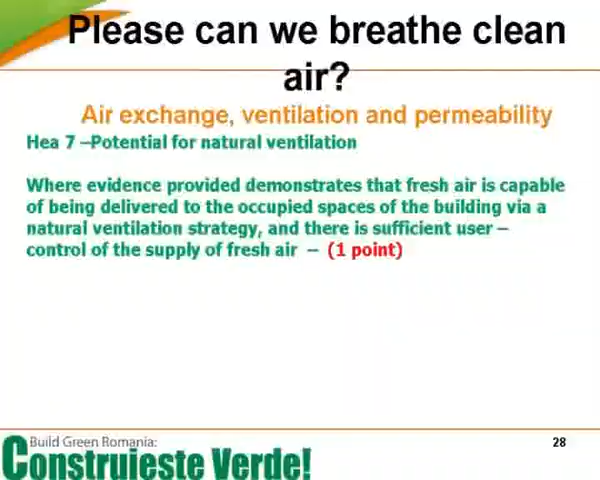 Please can we breathe clean
air?
Air exchange, ventilation and permeability
Hea 7 –Potential for natural ventilation
Where evidence provided demonstrates that fresh air is capable
of being delivered to the occupied spaces of the building via a
natural ventilation strategy, and there is sufficient user –
control of the supply of fresh air – (1 point)
Build Green Romania:
28
Construieste Verde!